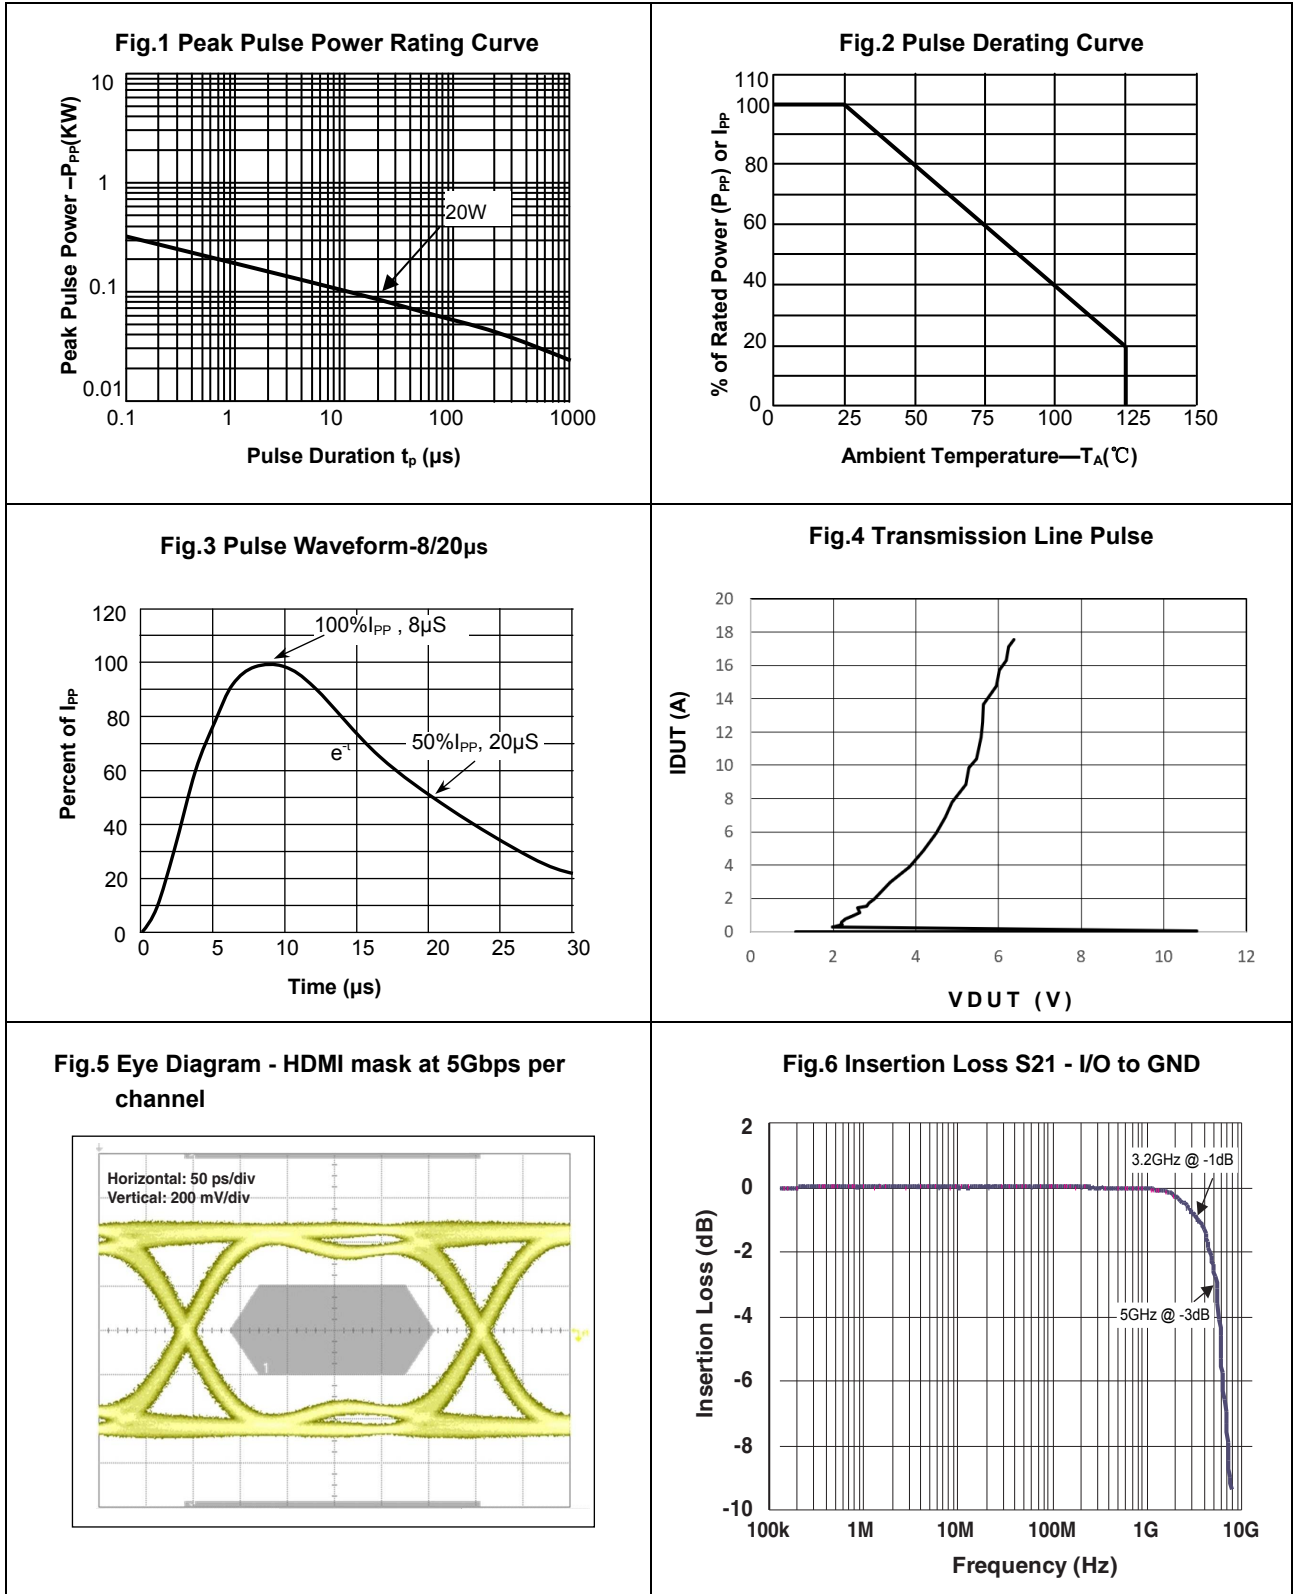 Fig.1 Peak Pulse Power Rating Curve
Peak Pulse Power –PPP(KW)
10
1
0.1
0.01
20W
0.1
1
10
100
1000
Pulse Duration tp (µs)
Fig.2 Pulse Derating Curve
% of Rated Power (PPP) or IPP
110
100
80
60
40
20
0
0
25
50
75
100
125
150
Ambient Temperature—TA(℃)
Fig.3 Pulse Waveform-8/20µs
Percent of IPP
120
100
80
60
40
20
0
100%IPP , 8µS
e-t
50%IPP, 20µS
0
5
10
15
20
25
30
Time (µs)
Fig.4 Transmission Line Pulse
IDUT (A)
20
18
16
14
12
10
8
6
4
2
0
0
2
4
6
8
10
12
VDUT (V)
Fig.5 Eye Diagram - HDMI mask at 5Gbps per
channel
Horizontal: 50 ps/div
Vertical: 200 mV/div
1
Fig.6 Insertion Loss S21 - I/O to GND
Insertion Loss (dB)
2
0
-2
-4
-6
-8
-10
3.2GHz @ -1dB
5GHz @ -3dB
100k
1M
10M
100M
1G
10G
Frequency (Hz)